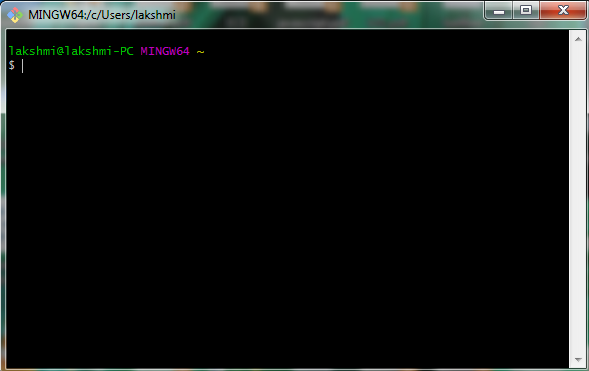 MINGW64:/c/Users/lakshmi
lakshmi@lakshmi-PC MINGW64 ~
$